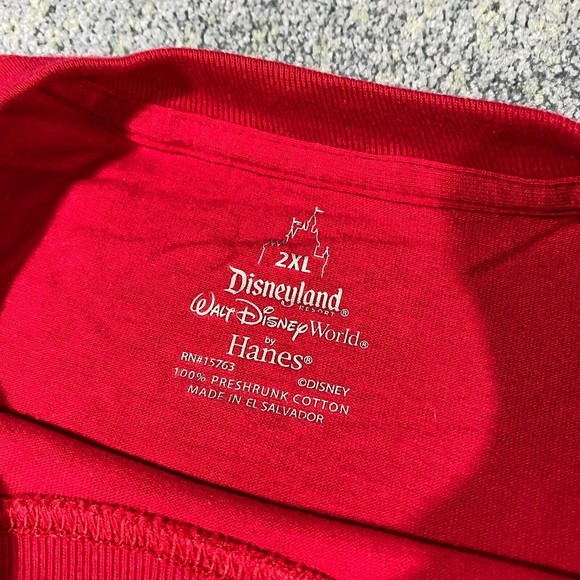 2XL
Disneyland®
RESORT
WALT DISNEY World®
by
Hanes®
RN#15763 ©DISNEY
100% PRESHRUNK COTTON
MADE IN EL SALVADOR